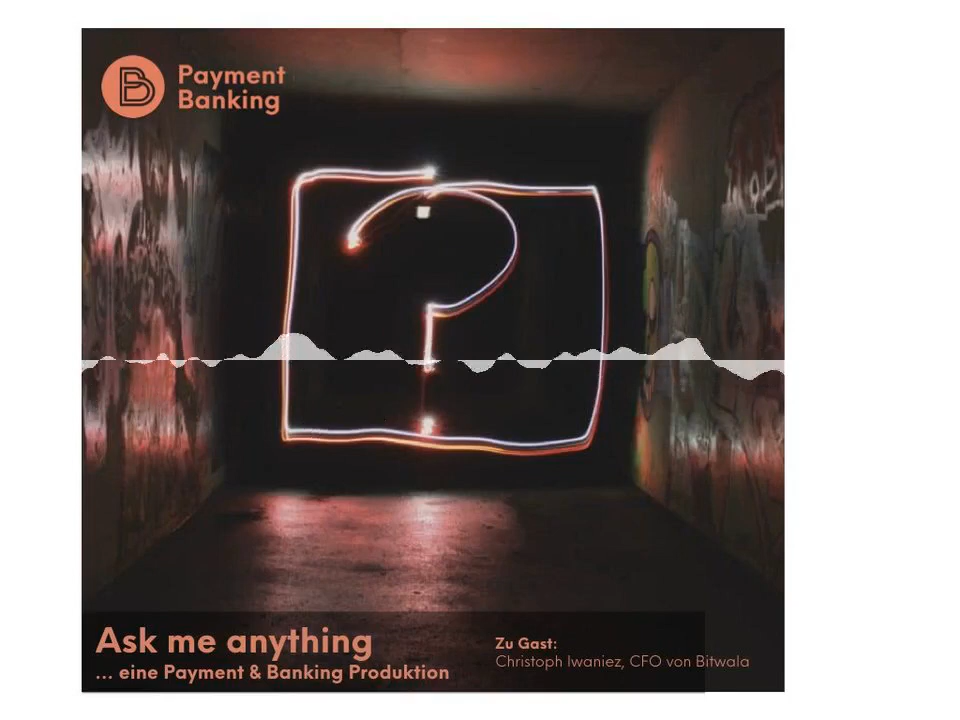 Payment
Banking
Ask me anything
... eine Payment & Banking Produktion
Zu Gast:
Christoph Iwaniez, CFO von Bitwala